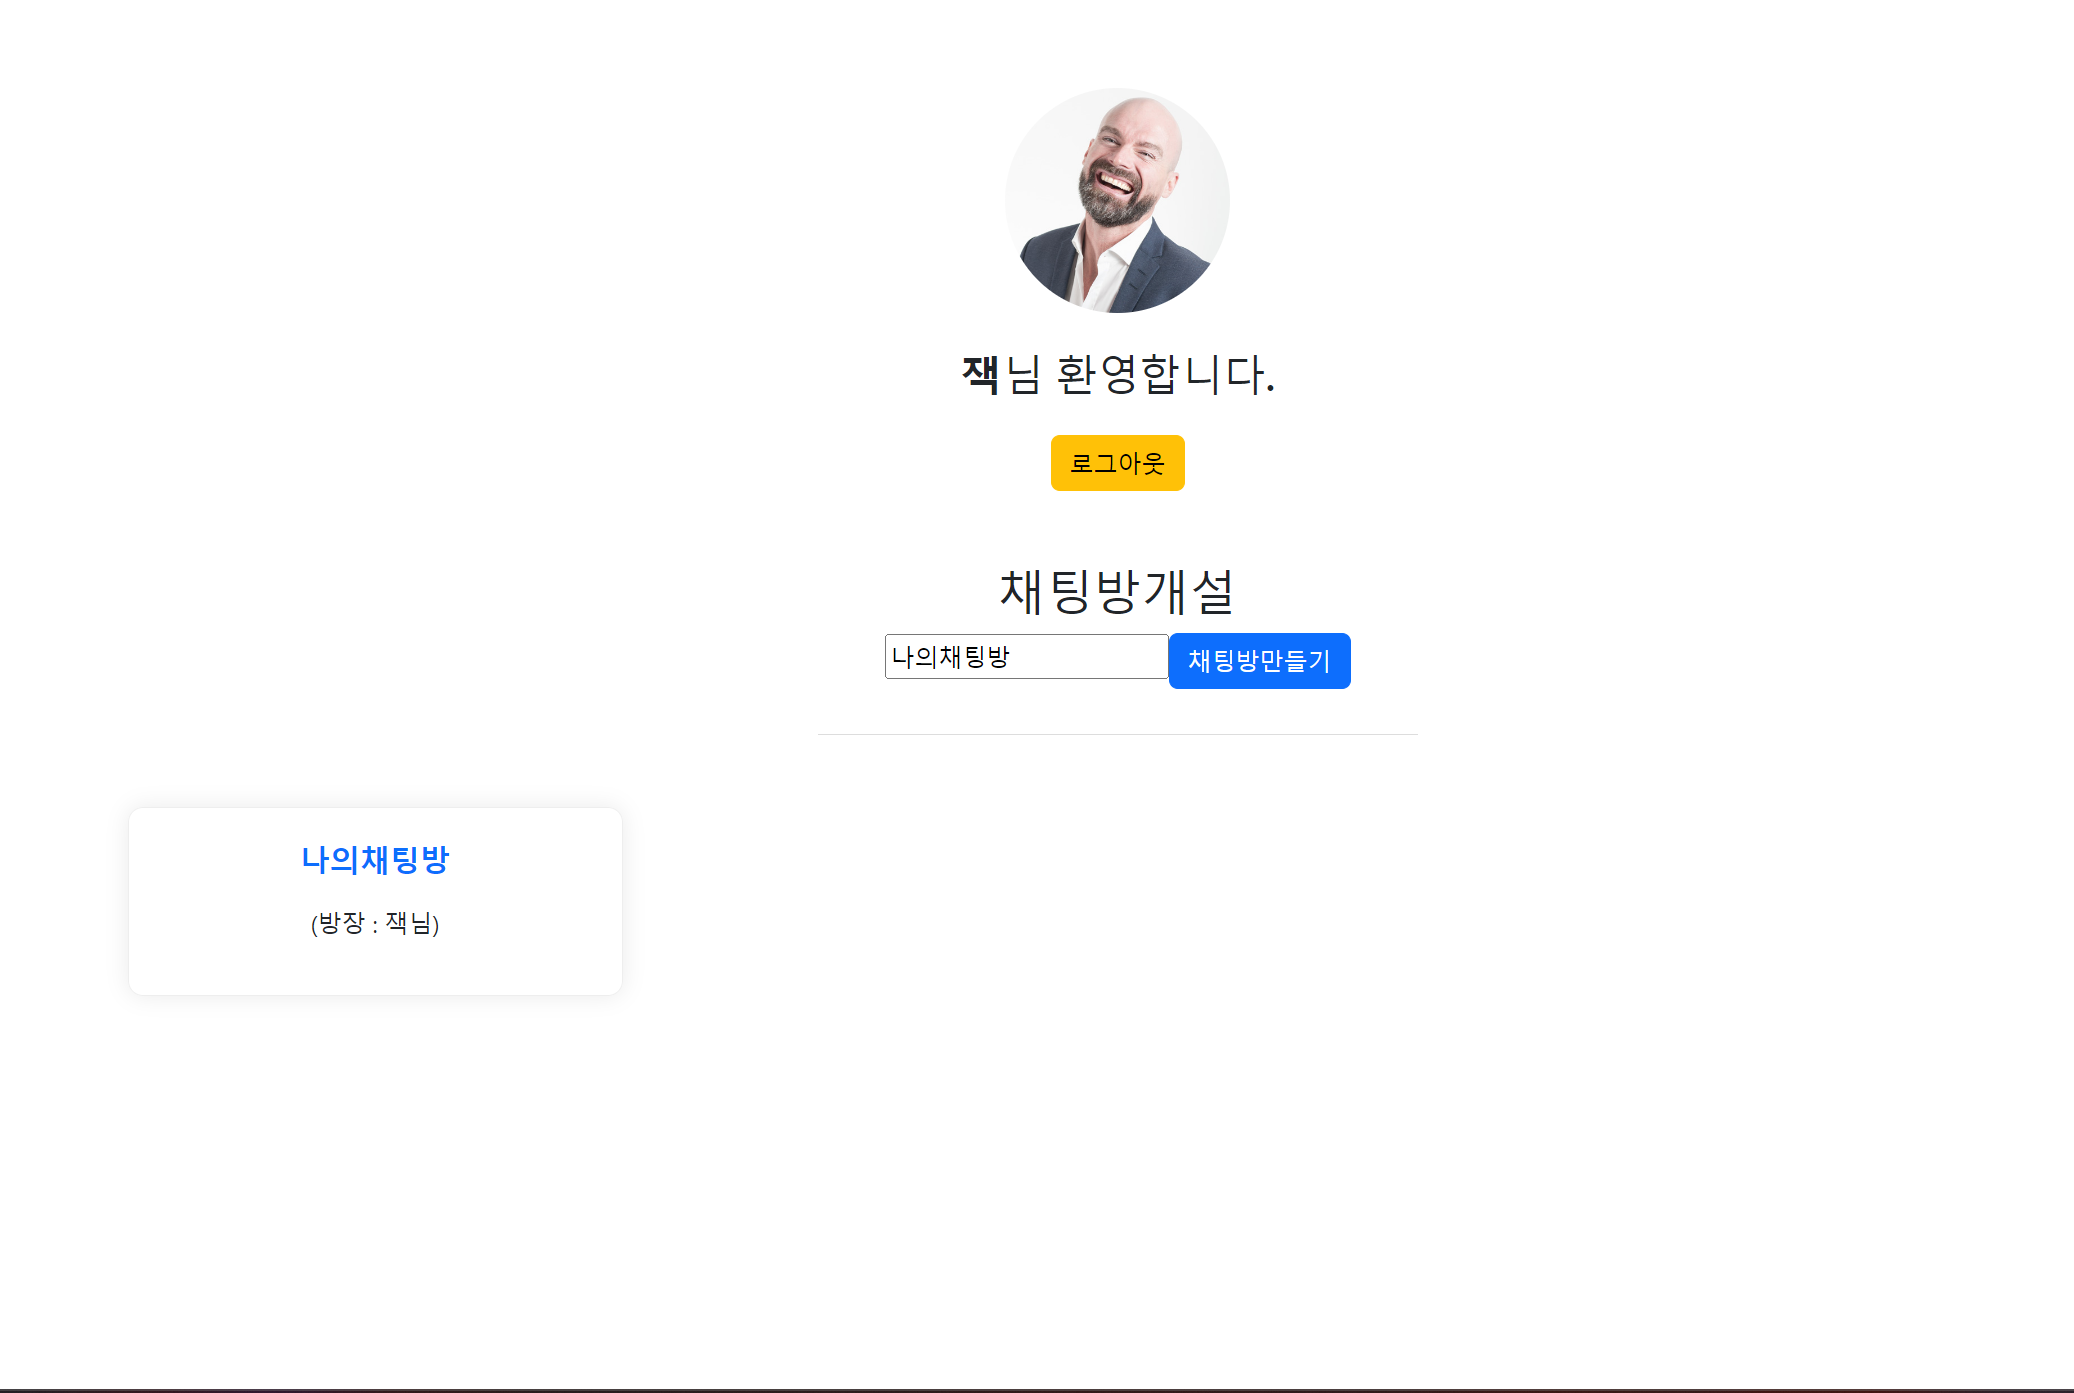 잭님 환영합니다.
로그아웃
채팅방개설
나의채팅방 채팅방만들기
나의채팅방
(방장 : 잭님)